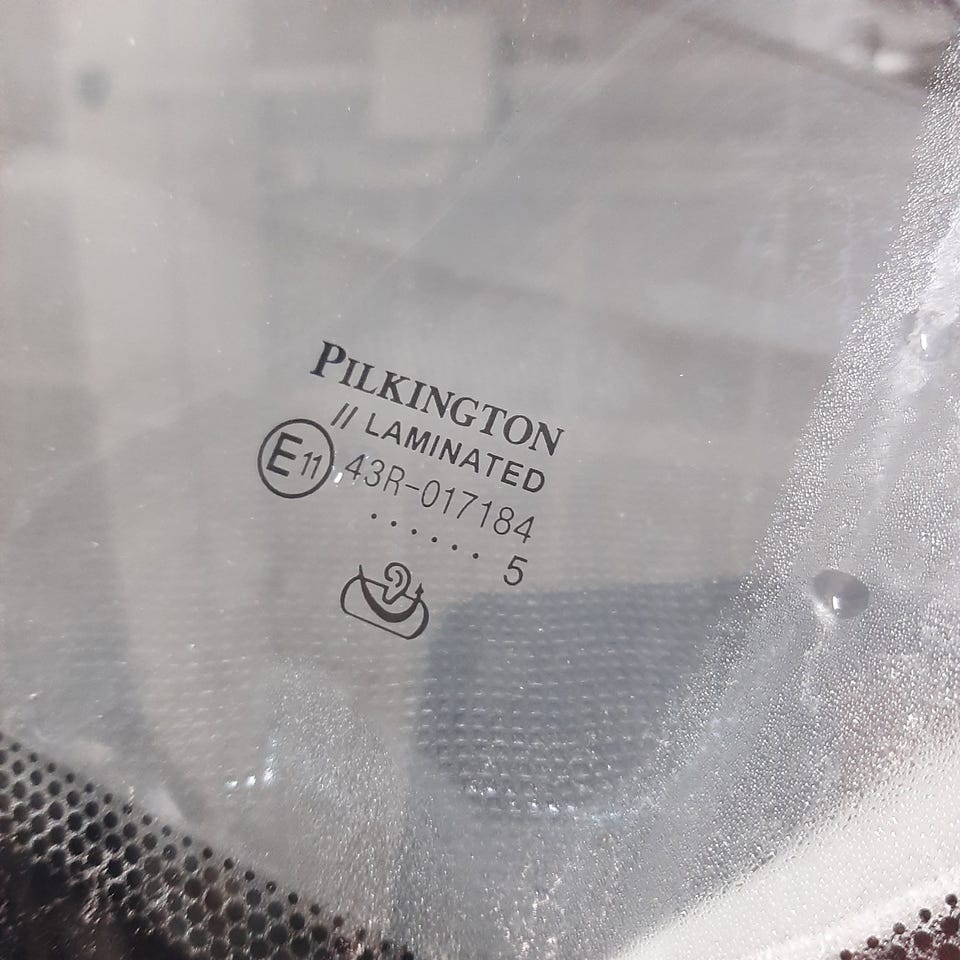 PILKINGTON
// LAMINATED
E11 43R-017184
. . . . . . 5